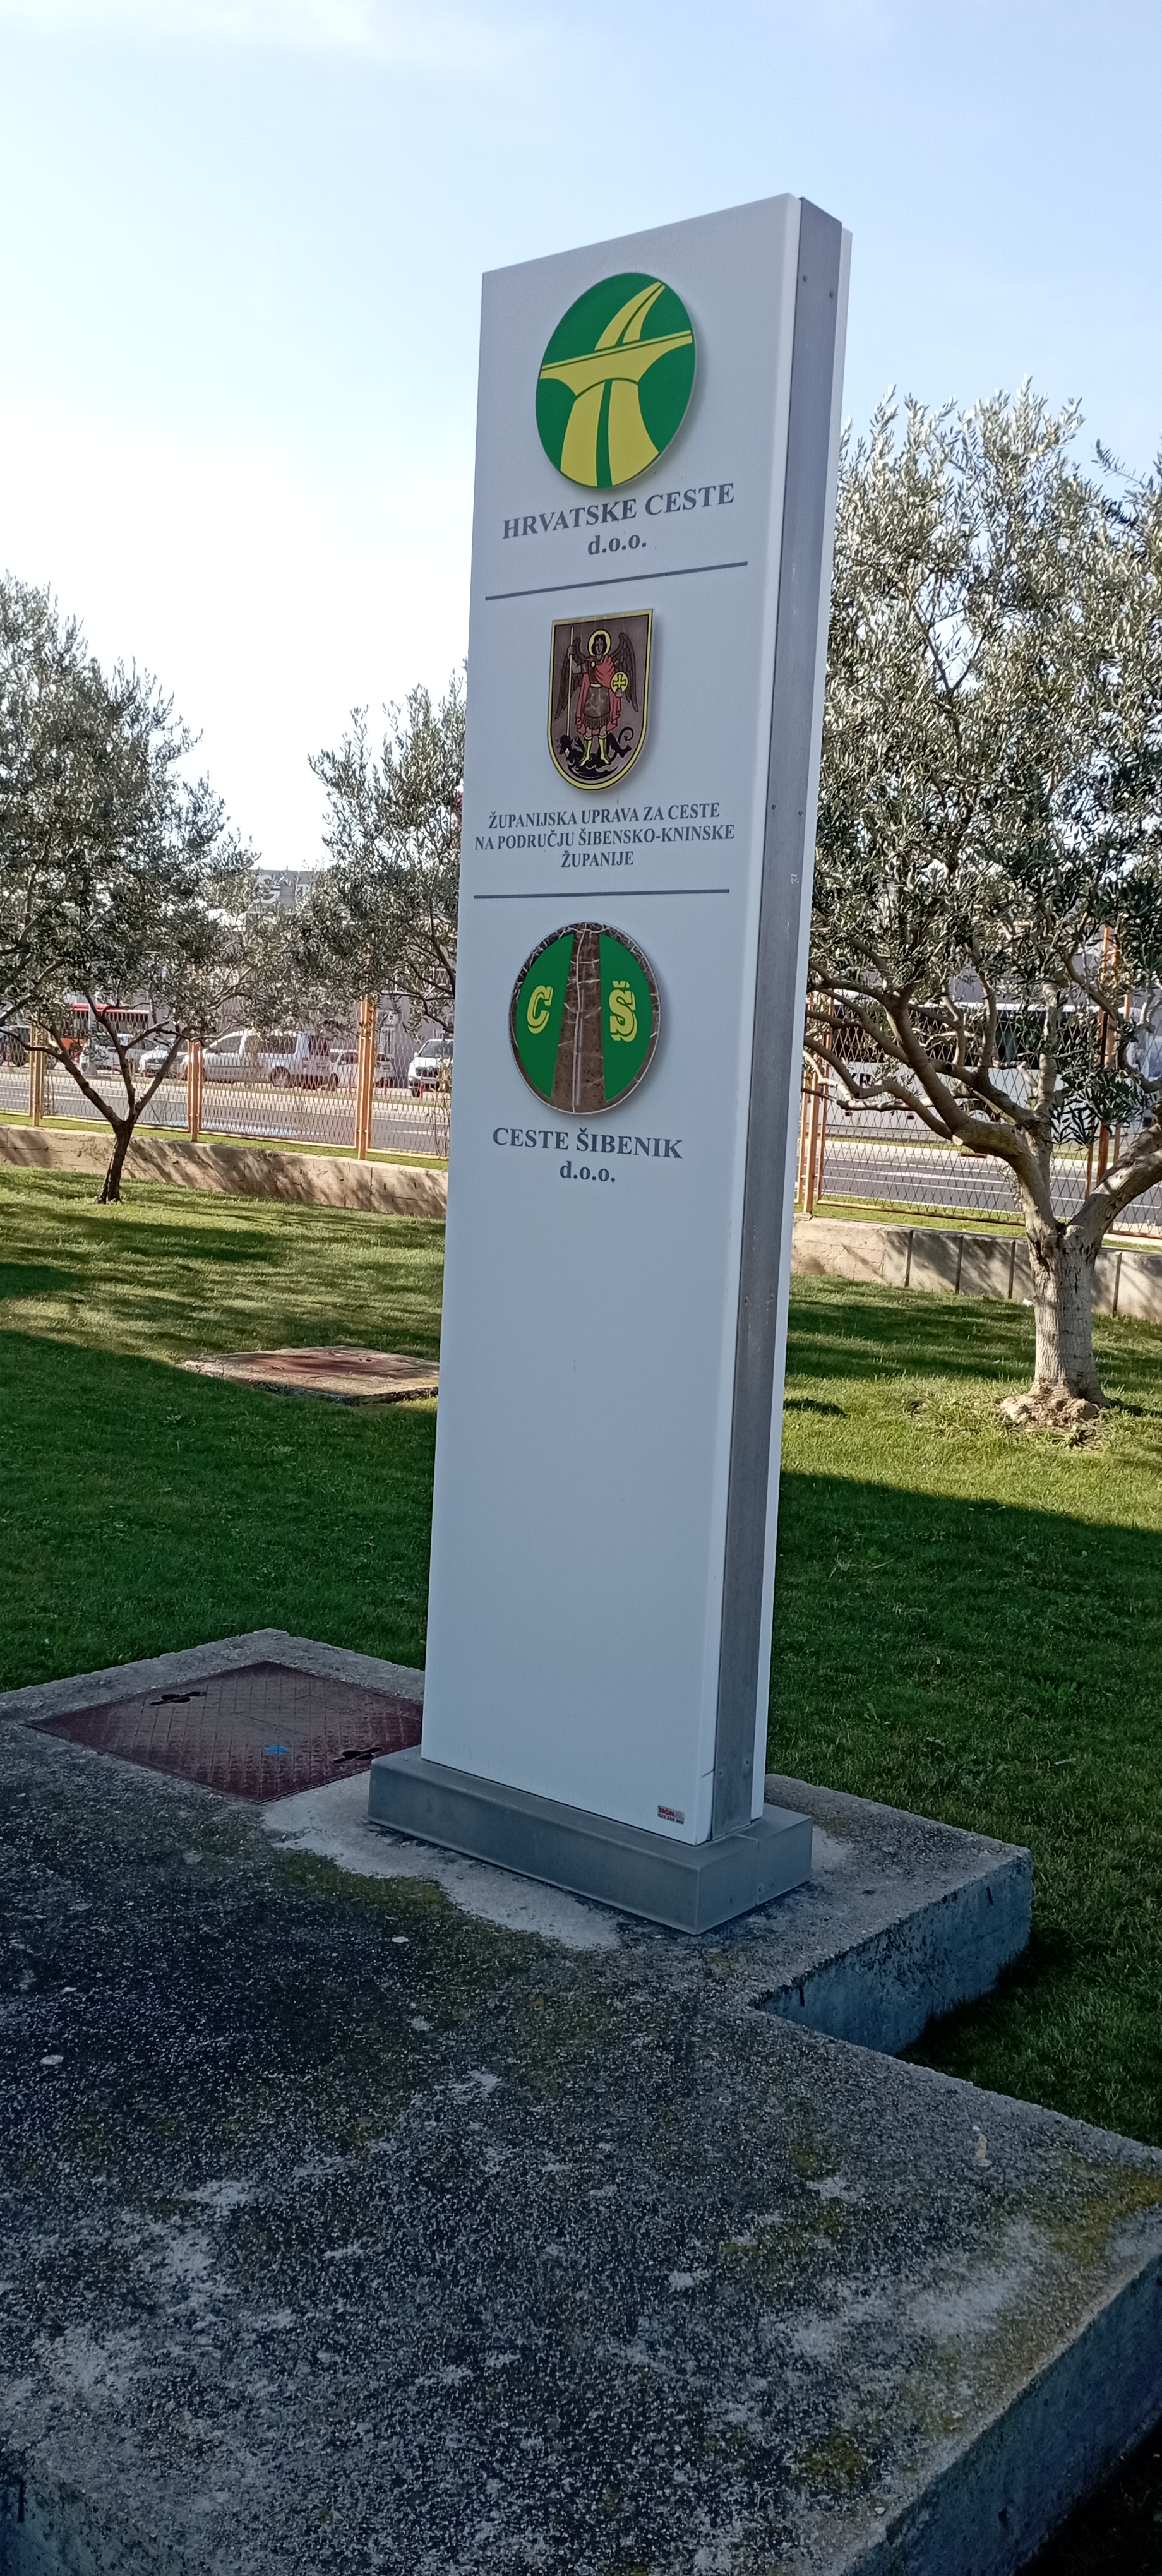 HRVATSKE CESTE
d.o.o.
ŽUPANIJSKA UPRAVA ZA CESTE
NA PODRUČJU ŠIBENSKO-KNINSKE
ŽUPANIJE
C Š
CESTE ŠIBENIK
d.o.o.